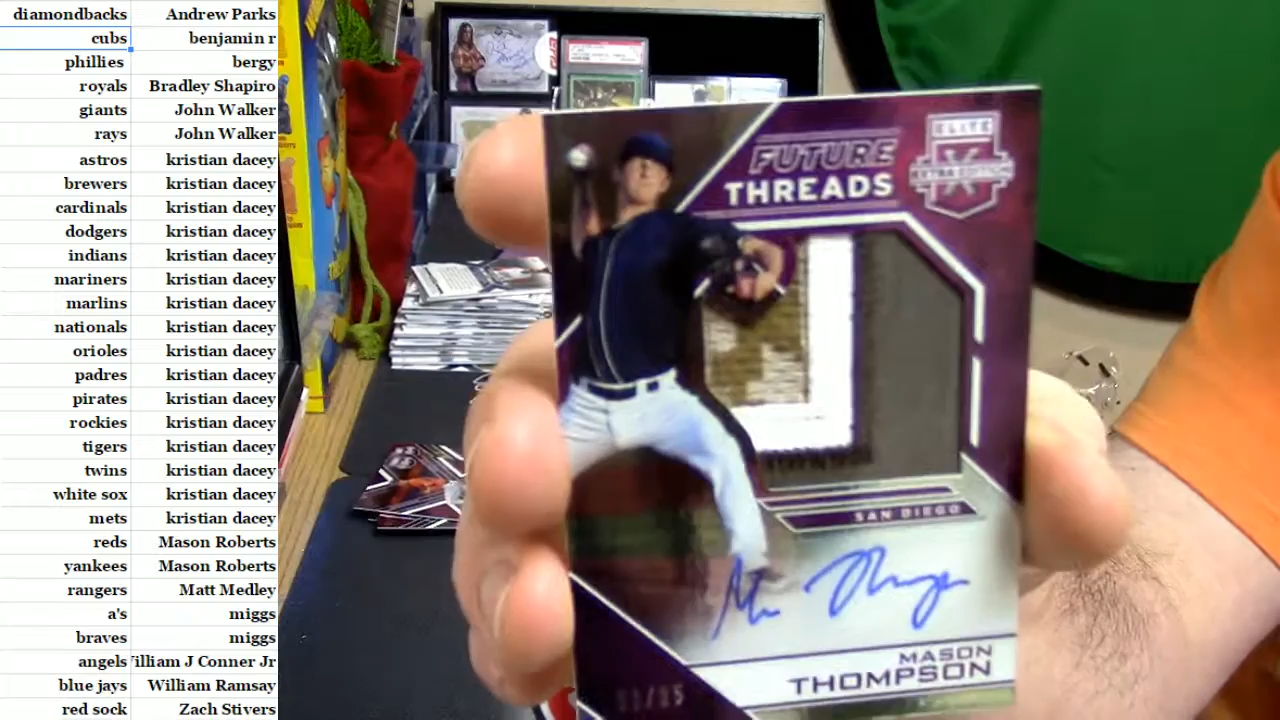 diamondbacks Andrew Parks
cubs benjamin r
phillies bergy
royals Bradley Shapiro
giants John Walker
rays John Walker
astros kristian dacey
brewers kristian dacey
cardinals kristian dacey
dodgers kristian dacey
indians kristian dacey
mariners kristian dacey
marlins kristian dacey
nationals kristian dacey
orioles kristian dacey
padres kristian dacey
pirates kristian dacey
rockies kristian dacey
tigers kristian dacey
twins kristian dacey
white sox kristian dacey
mets kristian dacey
reds Mason Roberts
yankees Mason Roberts
rangers Matt Medley
a's miggs
braves miggs
angels illiam J Conner Jr
blue jays William Ramsay
red sock Zach Stivers
FUTURE
THREADS
ELITE
EXTRA EDITION
X
SAN DIEGO
MASON
THOMPSON